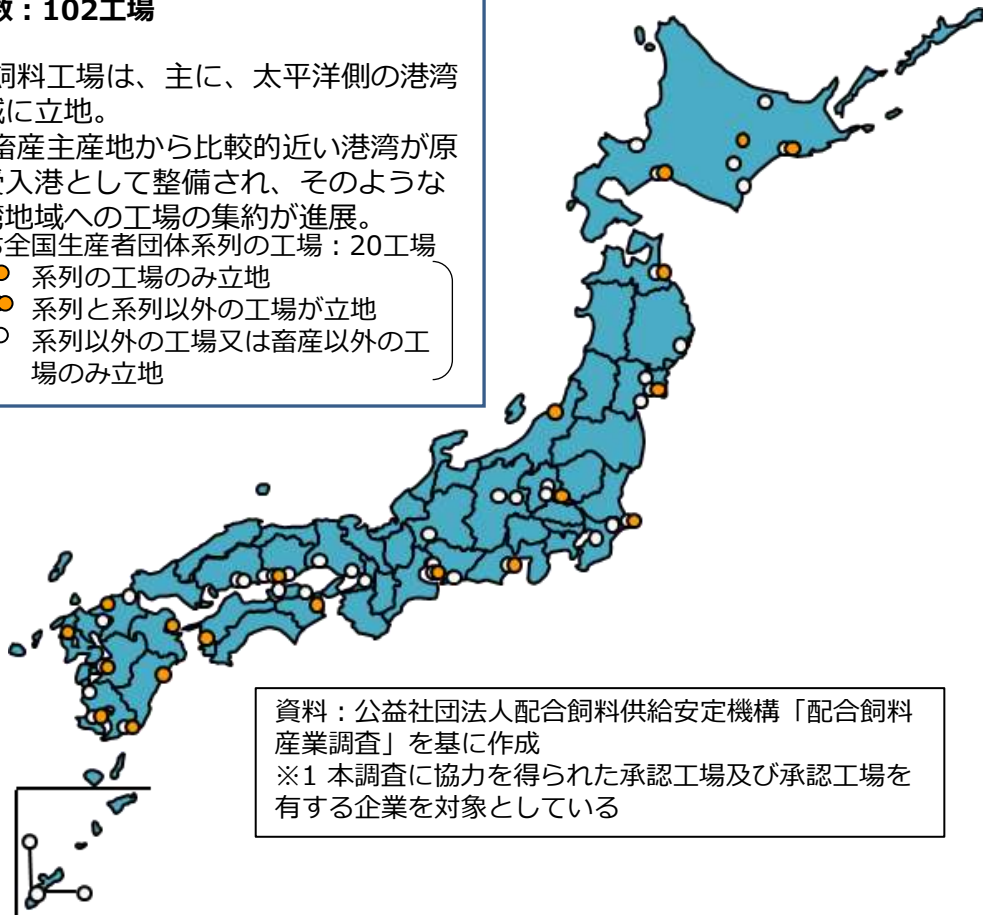 数：102工場
飼料工場は、主に、太平洋側の港湾
域に立地。
畜産主産地から比較的近い港湾が原
受入港として整備され、そのような
湾地域への工場の集約が進展。
ち全国生産者団体系列の工場：20工場
系列の工場のみ立地
系列と系列以外の工場が立地
系列以外の工場又は畜産以外の工
場のみ立地
資料：公益社団法人配合飼料供給安定機構「配合飼料
産業調査」を基に作成
※1 本調査に協力を得られた承認工場及び承認工場を
有する企業を対象としている